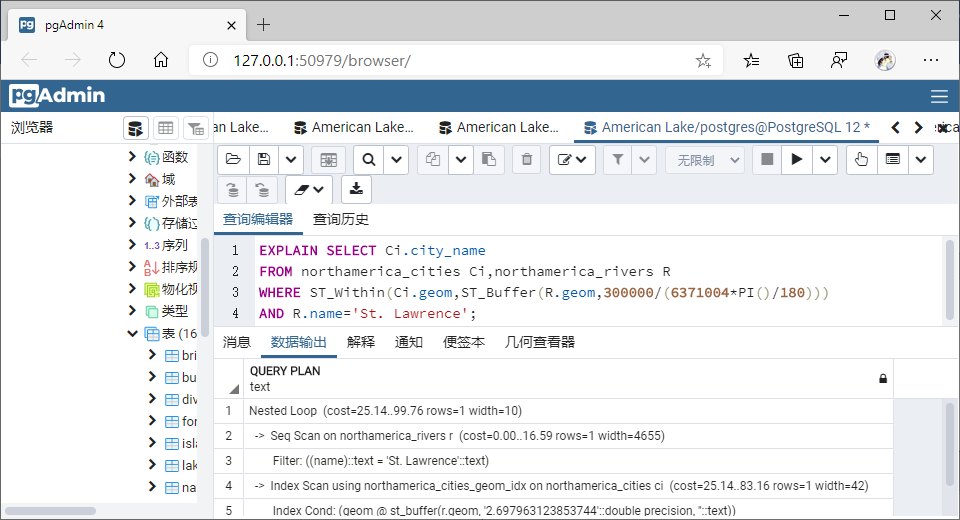 pgAdmin 4
127.0.0.1:50979/browser/
pgAdmin
浏览器
an Lake...
American Lake...
American Lake...
American Lake/postgres@PostgreSQL 12 *
函数
域
外部表
存储过
序列
排序规
物化视
类型
表 (16
bri
bu
div
for
isla
lak
na
无限制
查询编辑器
查询历史
1 EXPLAIN SELECT Ci.city_name
2 FROM northamerica_cities Ci,northamerica_rivers R
3 WHERE ST_Within(Ci.geom,ST_Buffer(R.geom,300000/(6371004*PI()/180)))
4 AND R.name='St. Lawrence';
消息
数据输出
解释
通知
便签本
几何查看器
QUERY PLAN
text
1 Nested Loop (cost=25.14..99.76 rows=1 width=10)
2 -> Seq Scan on northamerica_rivers r (cost=0.00..16.59 rows=1 width=4655)
3 Filter: ((name)::text = 'St. Lawrence'::text)
4 -> Index Scan using northamerica_cities_geom_idx on northamerica_cities ci (cost=25.14..83.16 rows=1 width=42)
5 Index Cond: (geom @ st_buffer(r.geom, '2.697963123853744'::double precision, ''::text))